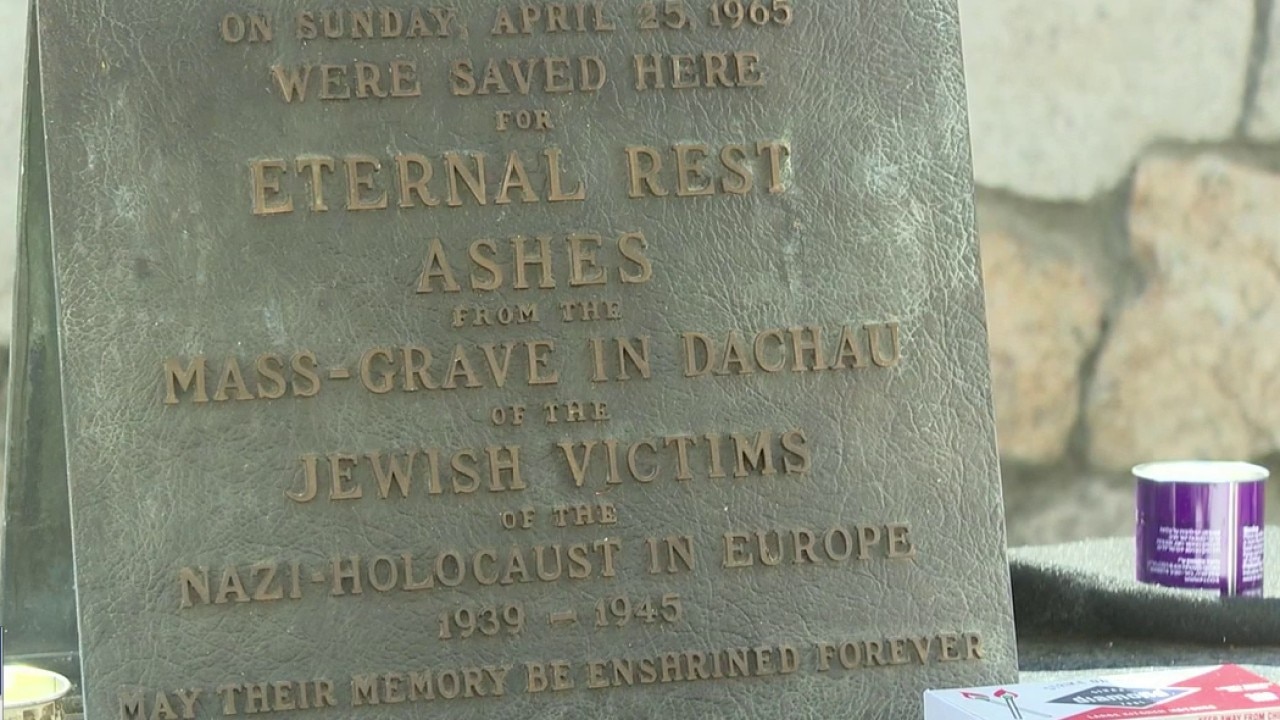 ON SUNDAY, APRIL 25, 1965
WERE SAVED HERE
FOR
ETERNAL REST
ASHES
FROM THE
MASS-GRAVE IN DACHAU
OF THE
JEWISH VICTIMS
OF THE
NAZI-HOLOCAUST IN EUROPE
1939 – 1945
MAY THEIR MEMORY BE ENSHRINED FOREVER
diamond